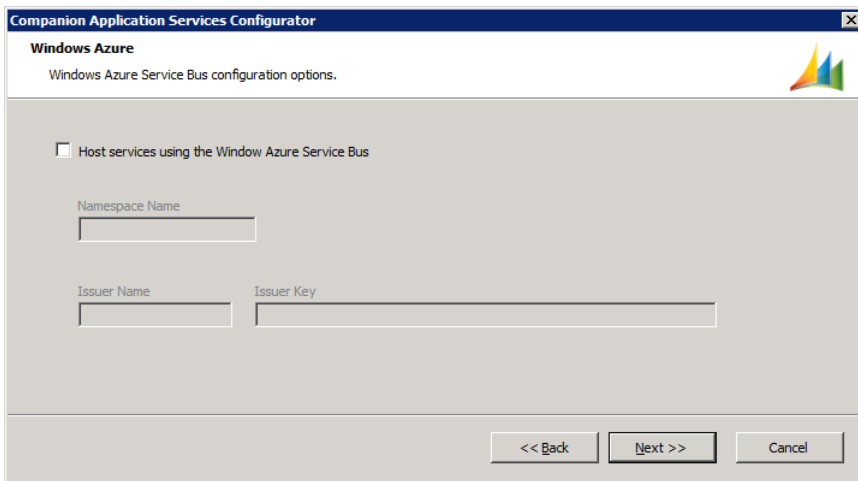 Companion Application Services Configurator
Windows Azure
Windows Azure Service Bus configuration options.
Host services using the Window Azure Service Bus
Namespace Name
Issuer Name Issuer Key
<< Back Next >> Cancel